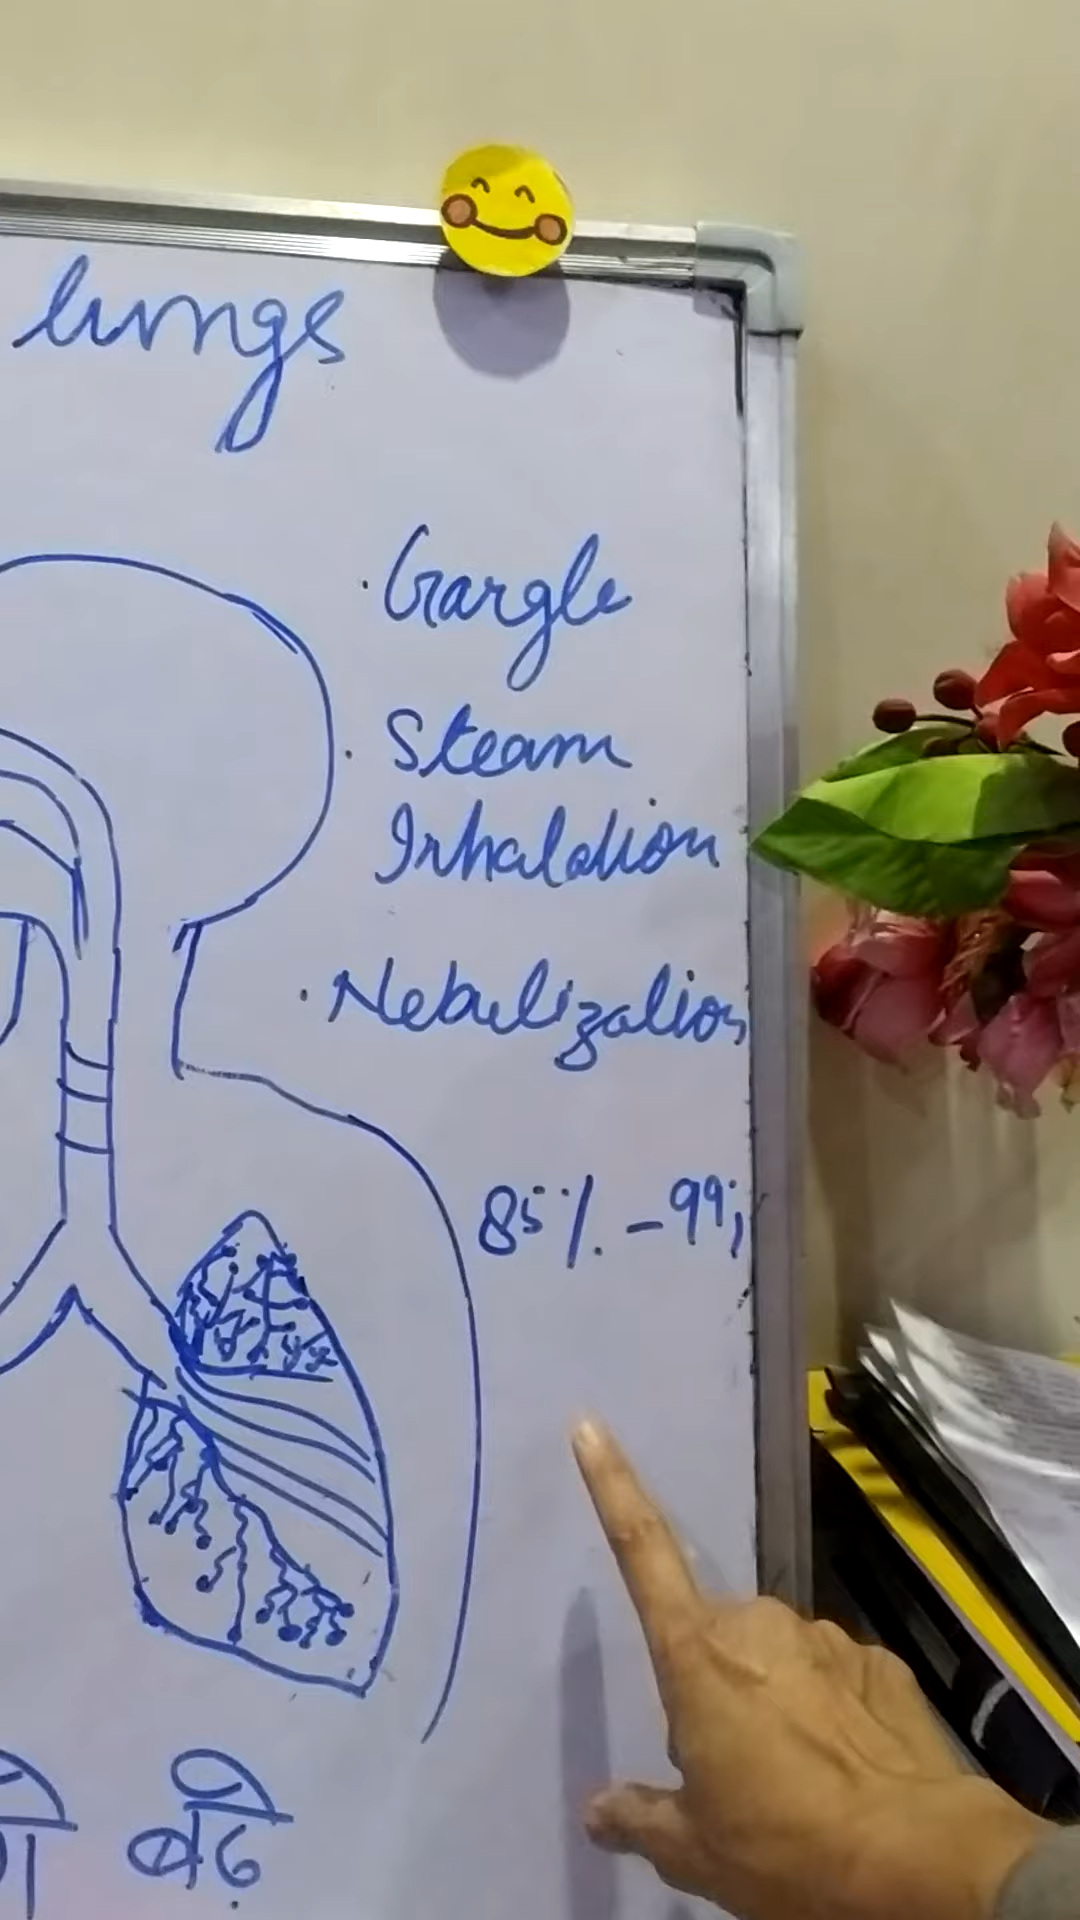 lungs
· Gargle
· Steam
Inhalation
· Nebulization
85% - 99%